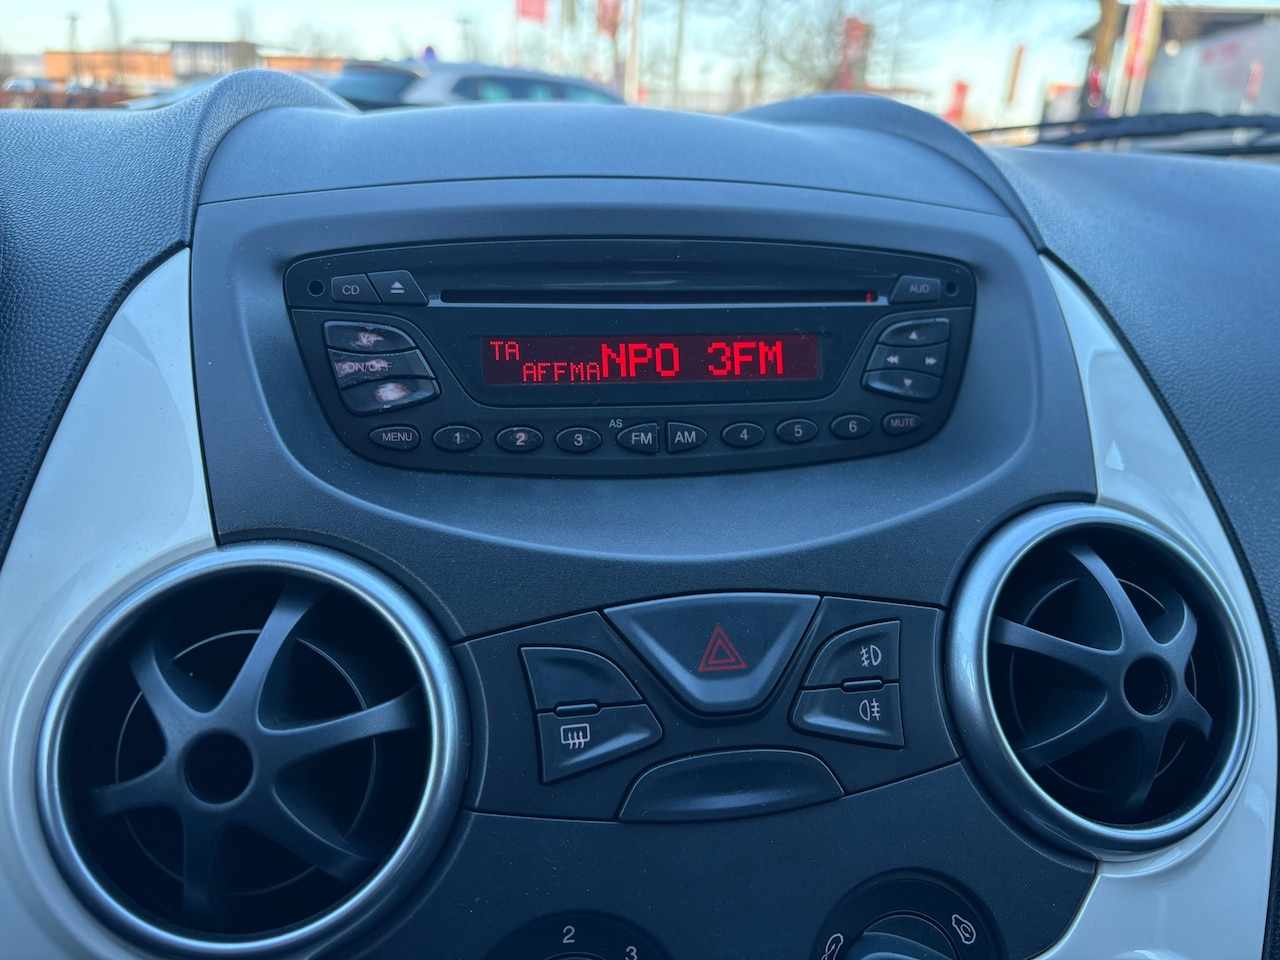 CD
AUD
TA
AFFMA NPO 3FM
ON/OFF
MENU 1 2 3 AS FM AM 4 5 6 MUTE
2
3